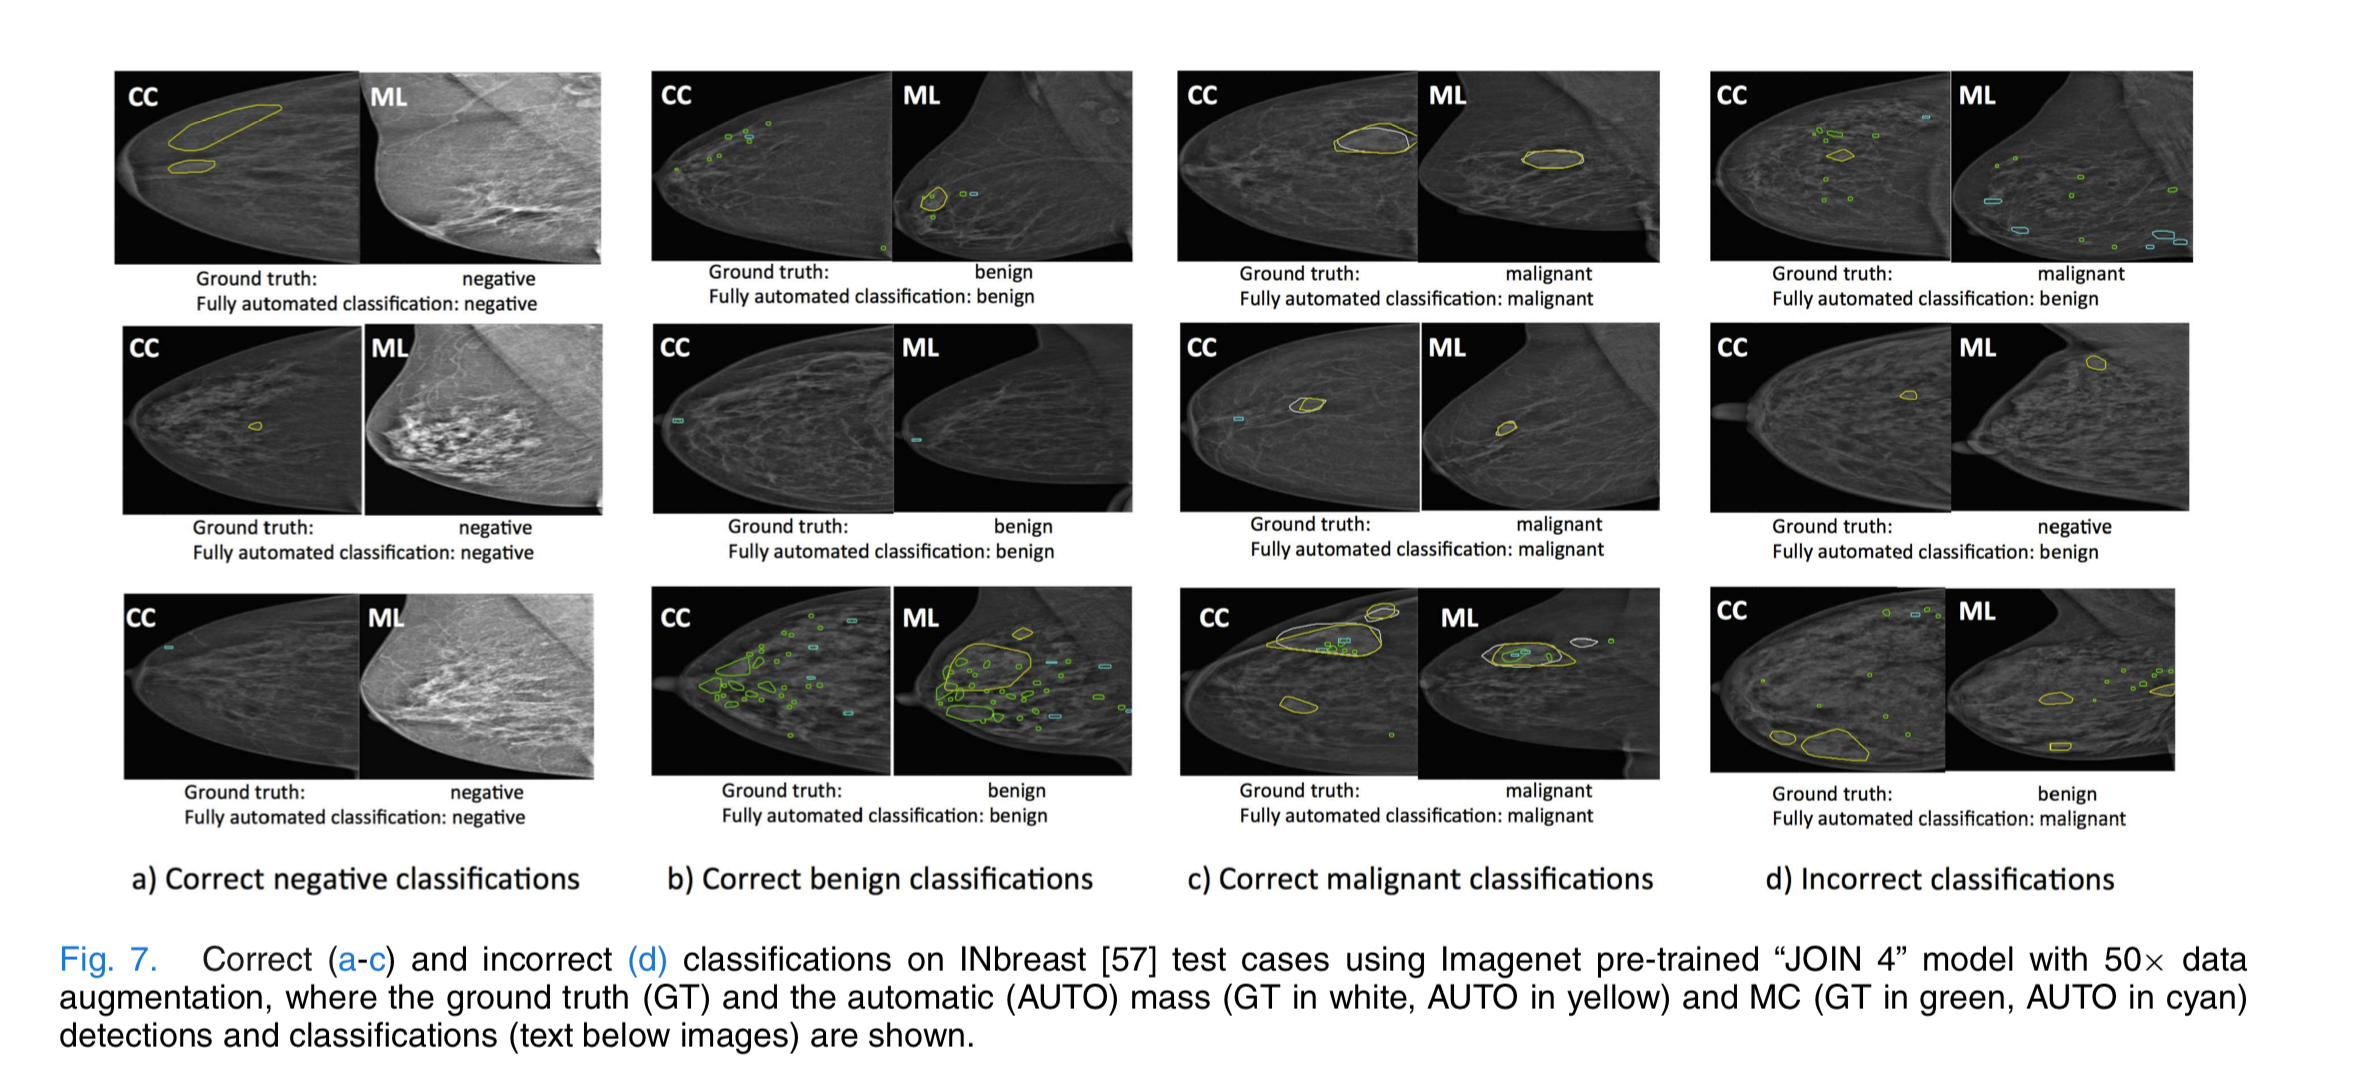 CC ML CC ML CC ML CC ML
Ground truth: negative
Fully automated classification: negative
Ground truth: benign
Fully automated classification: benign
Ground truth: malignant
Fully automated classification: malignant
Ground truth: malignant
Fully automated classification: benign
CC ML CC ML CC ML CC ML
Ground truth: negative
Fully automated classification: negative
Ground truth: benign
Fully automated classification: benign
Ground truth: malignant
Fully automated classification: malignant
Ground truth: negative
Fully automated classification: benign
CC ML CC ML CC ML CC ML
Ground truth: negative
Fully automated classification: negative
Ground truth: benign
Fully automated classification: benign
Ground truth: malignant
Fully automated classification: malignant
Ground truth: benign
Fully automated classification: malignant
a) Correct negative classifications
b) Correct benign classifications
c) Correct malignant classifications
d) Incorrect classifications
Fig. 7. Correct (a-c) and incorrect (d) classifications on INbreast [57] test cases using Imagenet pre-trained “JOIN 4” model with 50× data
augmentation, where the ground truth (GT) and the automatic (AUTO) mass (GT in white, AUTO in yellow) and MC (GT in green, AUTO in cyan)
detections and classifications (text below images) are shown.